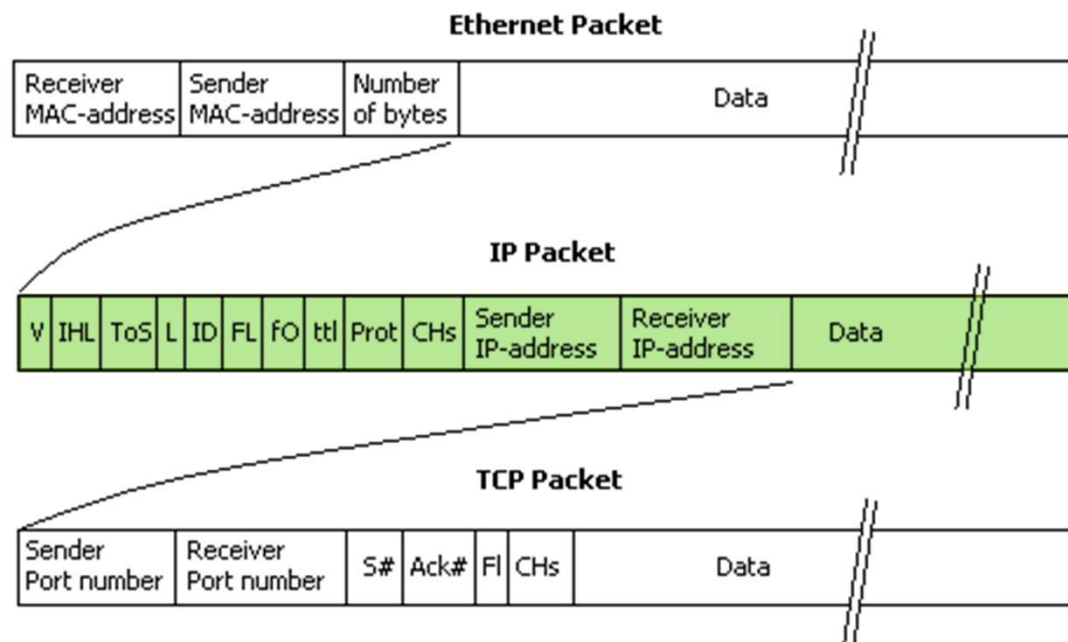 Ethernet Packet
Receiver MAC-address Sender MAC-address Number of bytes Data
IP Packet
V IHL ToS L ID FL fO ttl Prot CHs Sender IP-address Receiver IP-address Data
TCP Packet
Sender Port number Receiver Port number S# Ack# Fl CHs Data